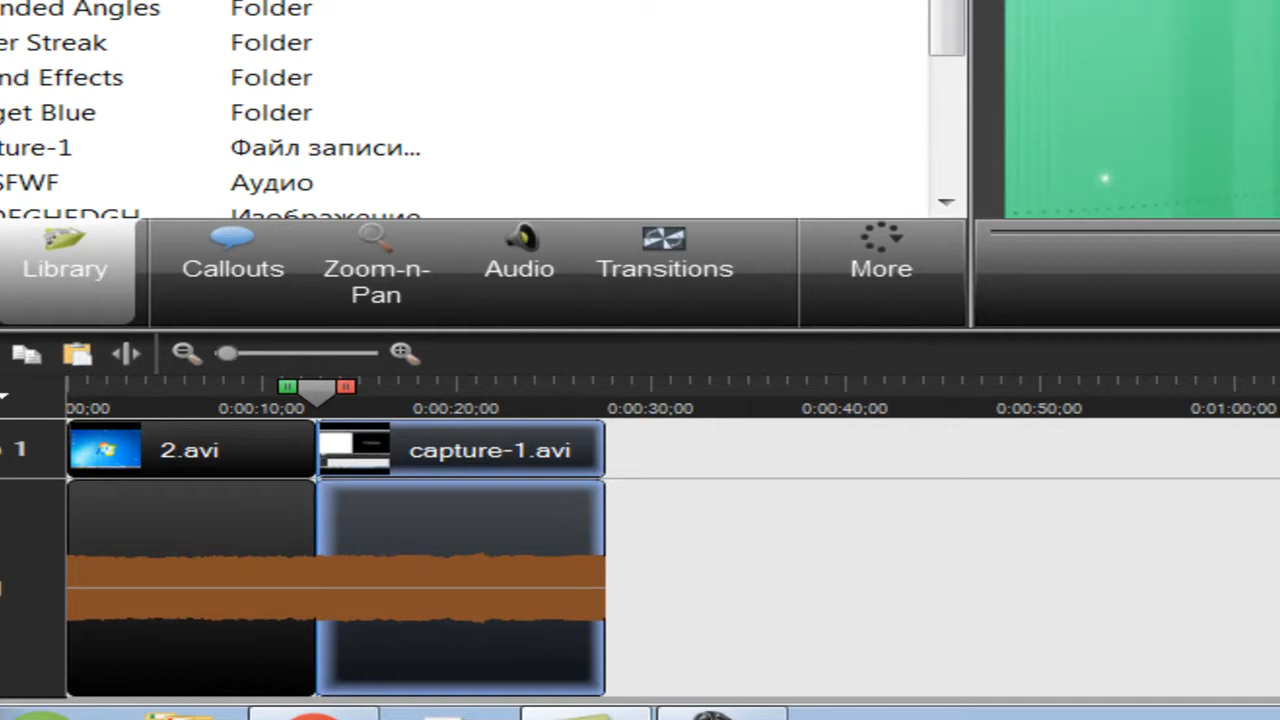 nded Angles Folder
er Streak Folder
nd Effects Folder
get Blue Folder
ture-1 Файл записи...
SFWF Аудио
DFGHFDGH Изображение
Library Callouts Zoom-n-Pan Audio Transitions More
00;00 0:00:10;00 0:00:20;00 0:00:30;00 0:00:40;00 0:00:50;00 0:01:00;00
1 2.avi capture-1.avi